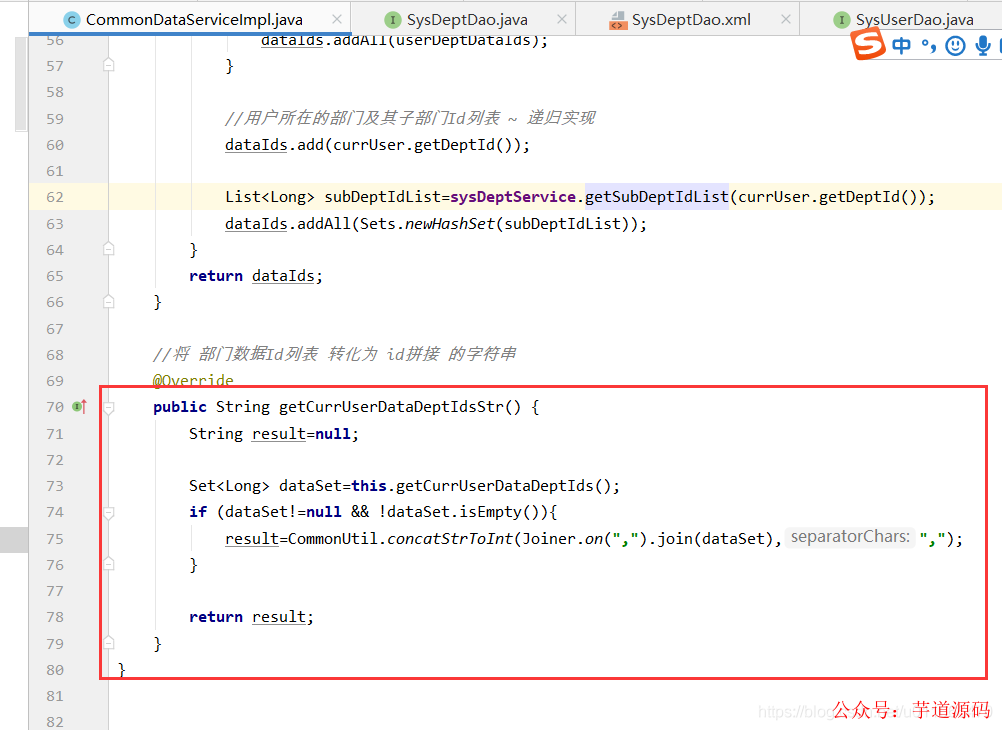 CommonDataServiceImpl.java
SysDeptDao.java
SysDeptDao.xml
SysUserDao.java
中
56 dataIds.addAll(userDeptDataIds);
57 }
58
59 //用户所在的部门及其子部门Id列表 ~ 递归实现
60 dataIds.add(currUser.getDeptId());
61
62 List<Long> subDeptIdList=sysDeptService.getSubDeptIdList(currUser.getDeptId());
63 dataIds.addAll(Sets.newHashSet(subDeptIdList));
64 }
65 return dataIds;
66 }
67
68 //将 部门数据Id列表 转化为 id拼接 的字符串
69 @Override
70 public String getCurrUserDataDeptIdsStr() {
71 String result=null;
72
73 Set<Long> dataSet=this.getCurrUserDataDeptIds();
74 if (dataSet!=null && !dataSet.isEmpty()){
75 result=CommonUtil.concatStrToInt(Joiner.on(",").join(dataSet), separatorChars: ",");
76 }
77
78 return result;
79 }
80 }
81
82
公众号：芋道源码